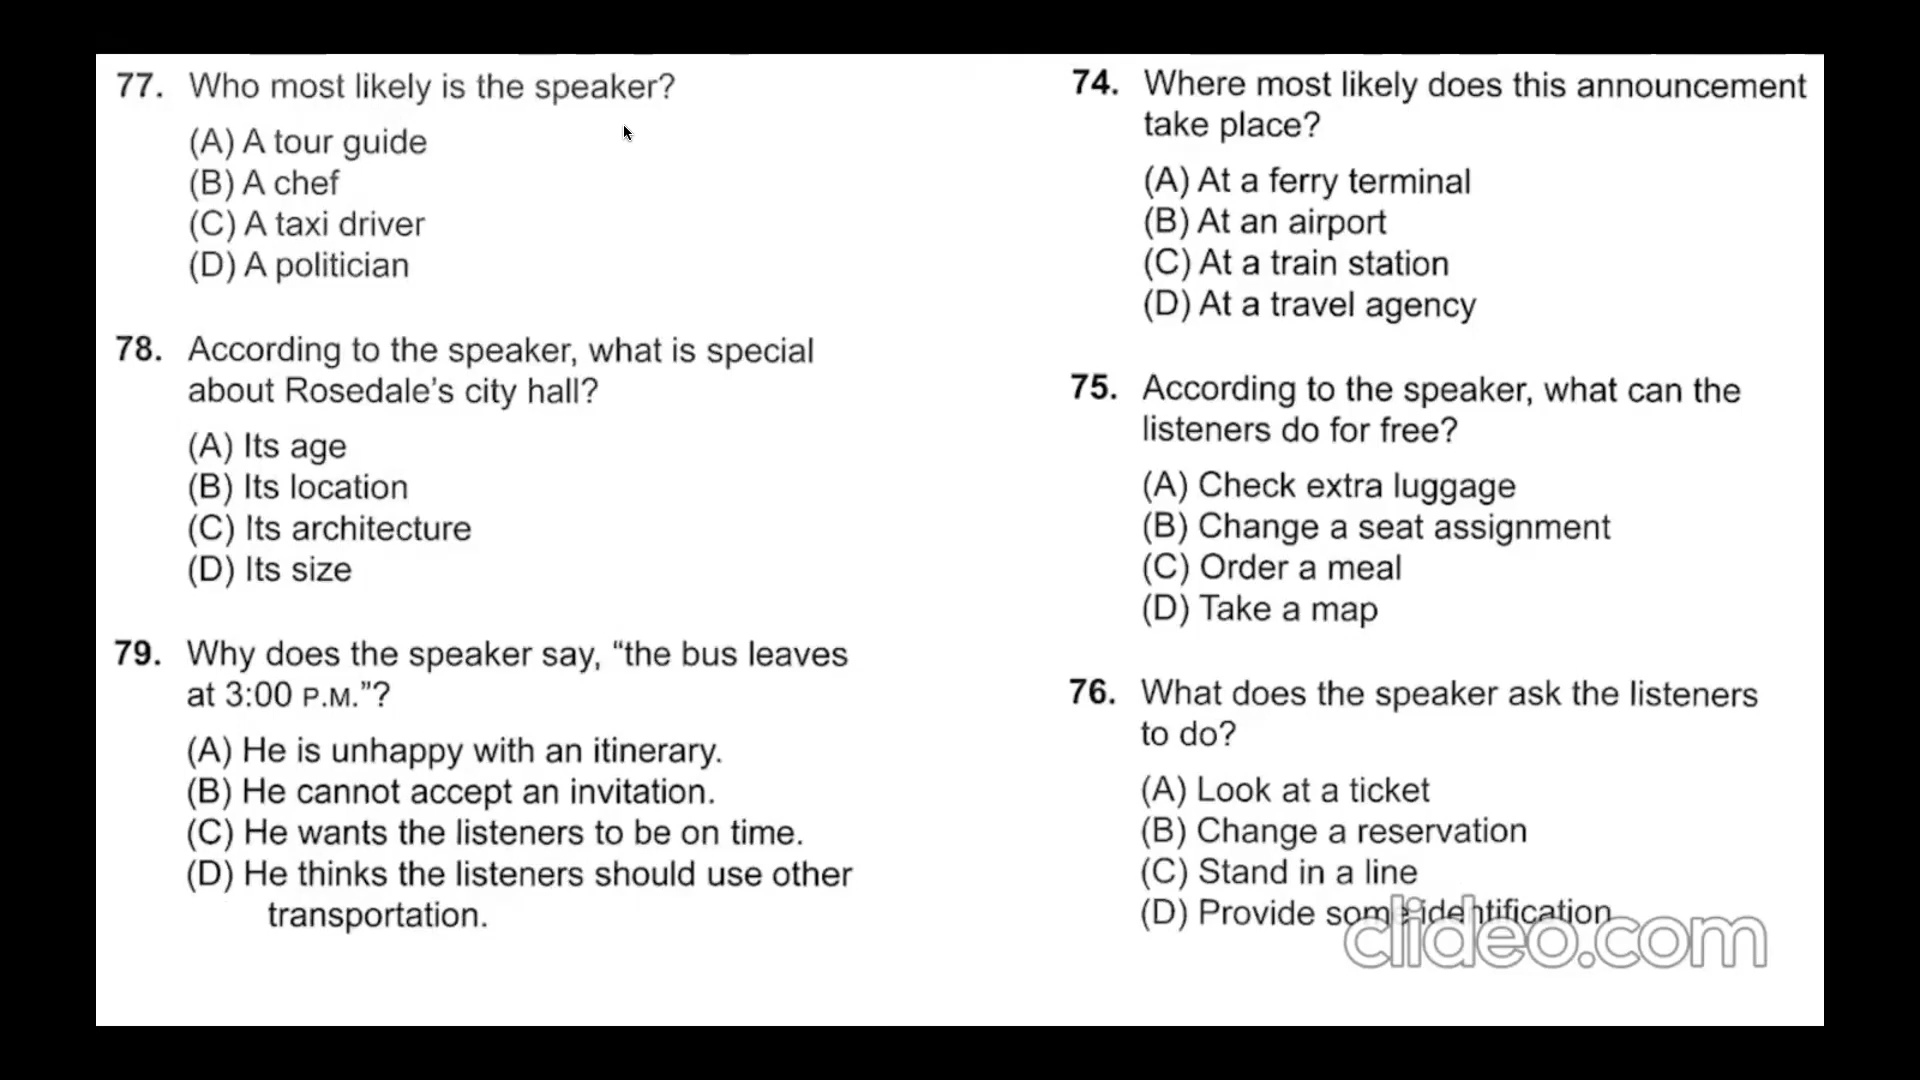 77. Who most likely is the speaker?
(A) A tour guide
(B) A chef
(C) A taxi driver
(D) A politician
78. According to the speaker, what is special
about Rosedale's city hall?
(A) Its age
(B) Its location
(C) Its architecture
(D) Its size
79. Why does the speaker say, “the bus leaves
at 3:00 P.M.”?
(A) He is unhappy with an itinerary.
(B) He cannot accept an invitation.
(C) He wants the listeners to be on time.
(D) He thinks the listeners should use other
transportation.
74. Where most likely does this announcement
take place?
(A) At a ferry terminal
(B) At an airport
(C) At a train station
(D) At a travel agency
75. According to the speaker, what can the
listeners do for free?
(A) Check extra luggage
(B) Change a seat assignment
(C) Order a meal
(D) Take a map
76. What does the speaker ask the listeners
to do?
(A) Look at a ticket
(B) Change a reservation
(C) Stand in a line
(D) Provide some identification
clideo.com